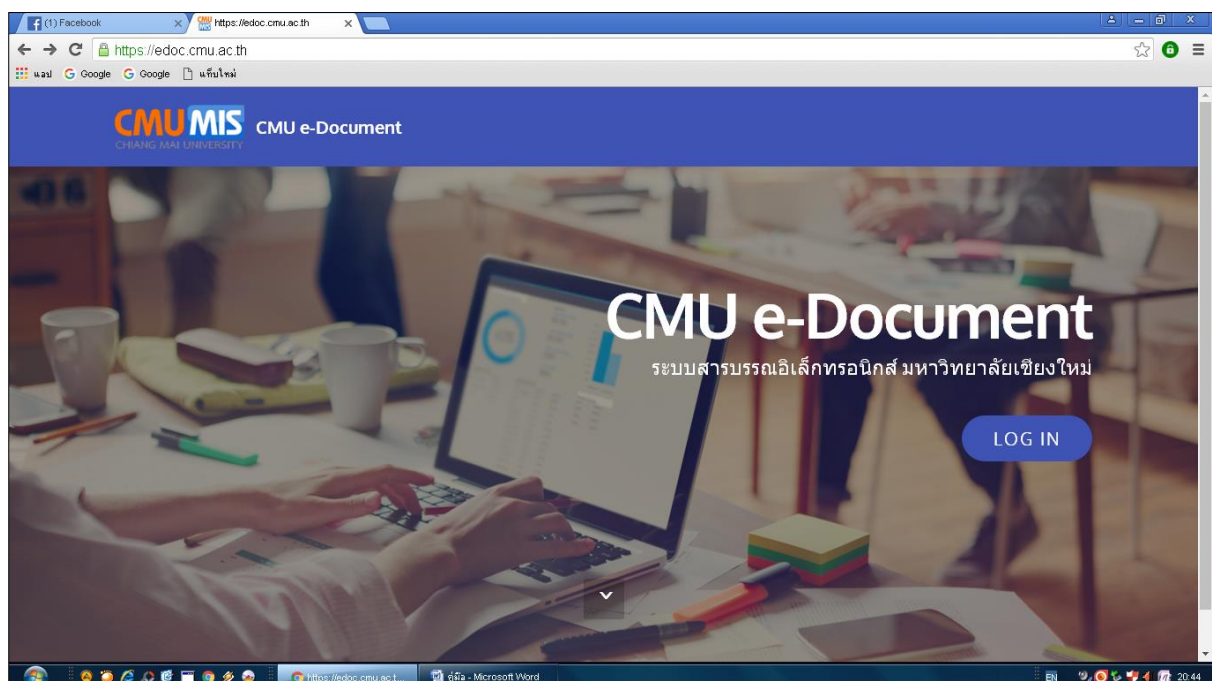 (1) Facebook
https://edoc.cmu.ac.th
https://edoc.cmu.ac.th
แอป
Google
Google
แท็บใหม่
CMU MIS
CHIANG MAI UNIVERSITY
CMU e-Document
CMU e-Document
ระบบสารบรรณอิเล็กทรอนิกส์ มหาวิทยาลัยเชียงใหม่
LOG IN
https://edoc.cmu.ac.t...
คู่มือ - Microsoft Word
EN
20:44